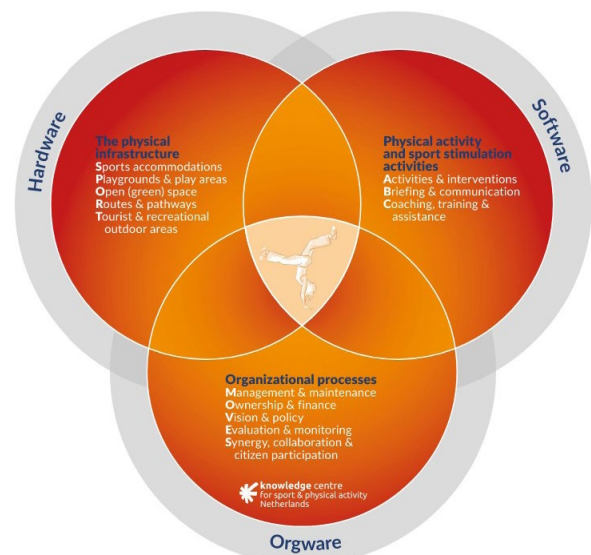 Hardware
The physical
infrastructure
Sports accommodations
Playgrounds & play areas
Open (green) space
Routes & pathways
Tourist & recreational
outdoor areas
Software
Physical activity
and sport stimulation
activities
Activities & interventions
Briefing & communication
Coaching, training &
assistance
Organizational processes
Management & maintenance
Ownership & finance
Vision & policy
Evaluation & monitoring
Synergy, collaboration &
citizen participation
knowledge centre
for sport & physical activity
Netherlands
Orgware